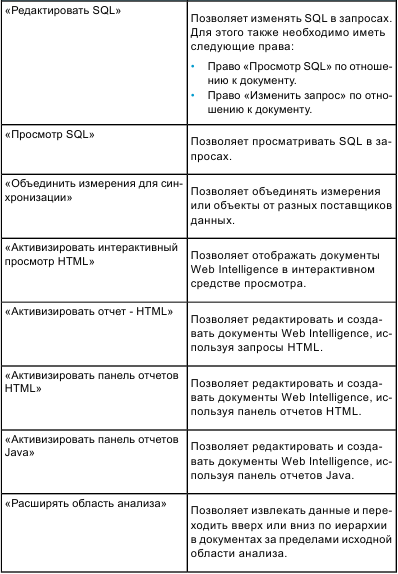 «Редактировать SQL»
Позволяет изменять SQL в запросах.
Для этого также необходимо иметь
следующие права:
• Право «Просмотр SQL» по отноше-
нию к документу.
• Право «Изменить запрос» по отно-
шению к документу.
«Просмотр SQL»
Позволяет просматривать SQL в за-
просах.
«Объединить измерения для син-
хронизации»
Позволяет объединять измерения
или объекты от разных поставщиков
данных.
«Активизировать интерактивный
просмотр HTML»
Позволяет отображать документы
Web Intelligence в интерактивном
средстве просмотра.
«Активизировать отчет - HTML»
Позволяет редактировать и созда-
вать документы Web Intelligence, ис-
пользуя запросы HTML.
«Активизировать панель отчетов
HTML»
Позволяет редактировать и созда-
вать документы Web Intelligence, ис-
пользуя панель отчетов HTML.
«Активизировать панель отчетов
Java»
Позволяет редактировать и созда-
вать документы Web Intelligence, ис-
пользуя панель отчетов Java.
«Расширять область анализа»
Позволяет извлекать данные и пере-
ходить вверх или вниз по иерархии
в документах за пределами исходной
области анализа.